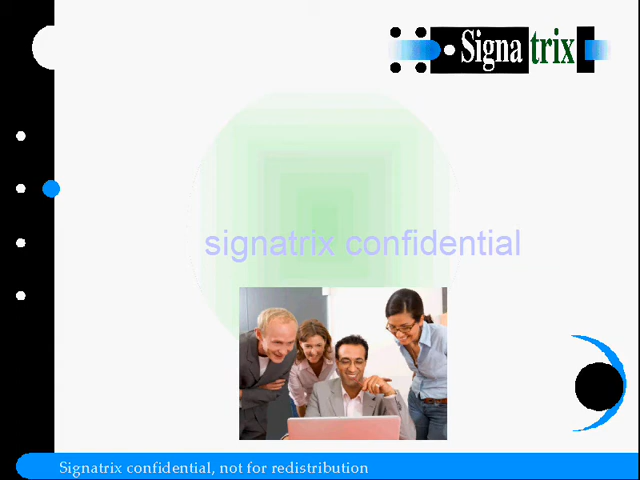 Signatrix
signatrix confidential
Signatrix confidential, not for redistribution